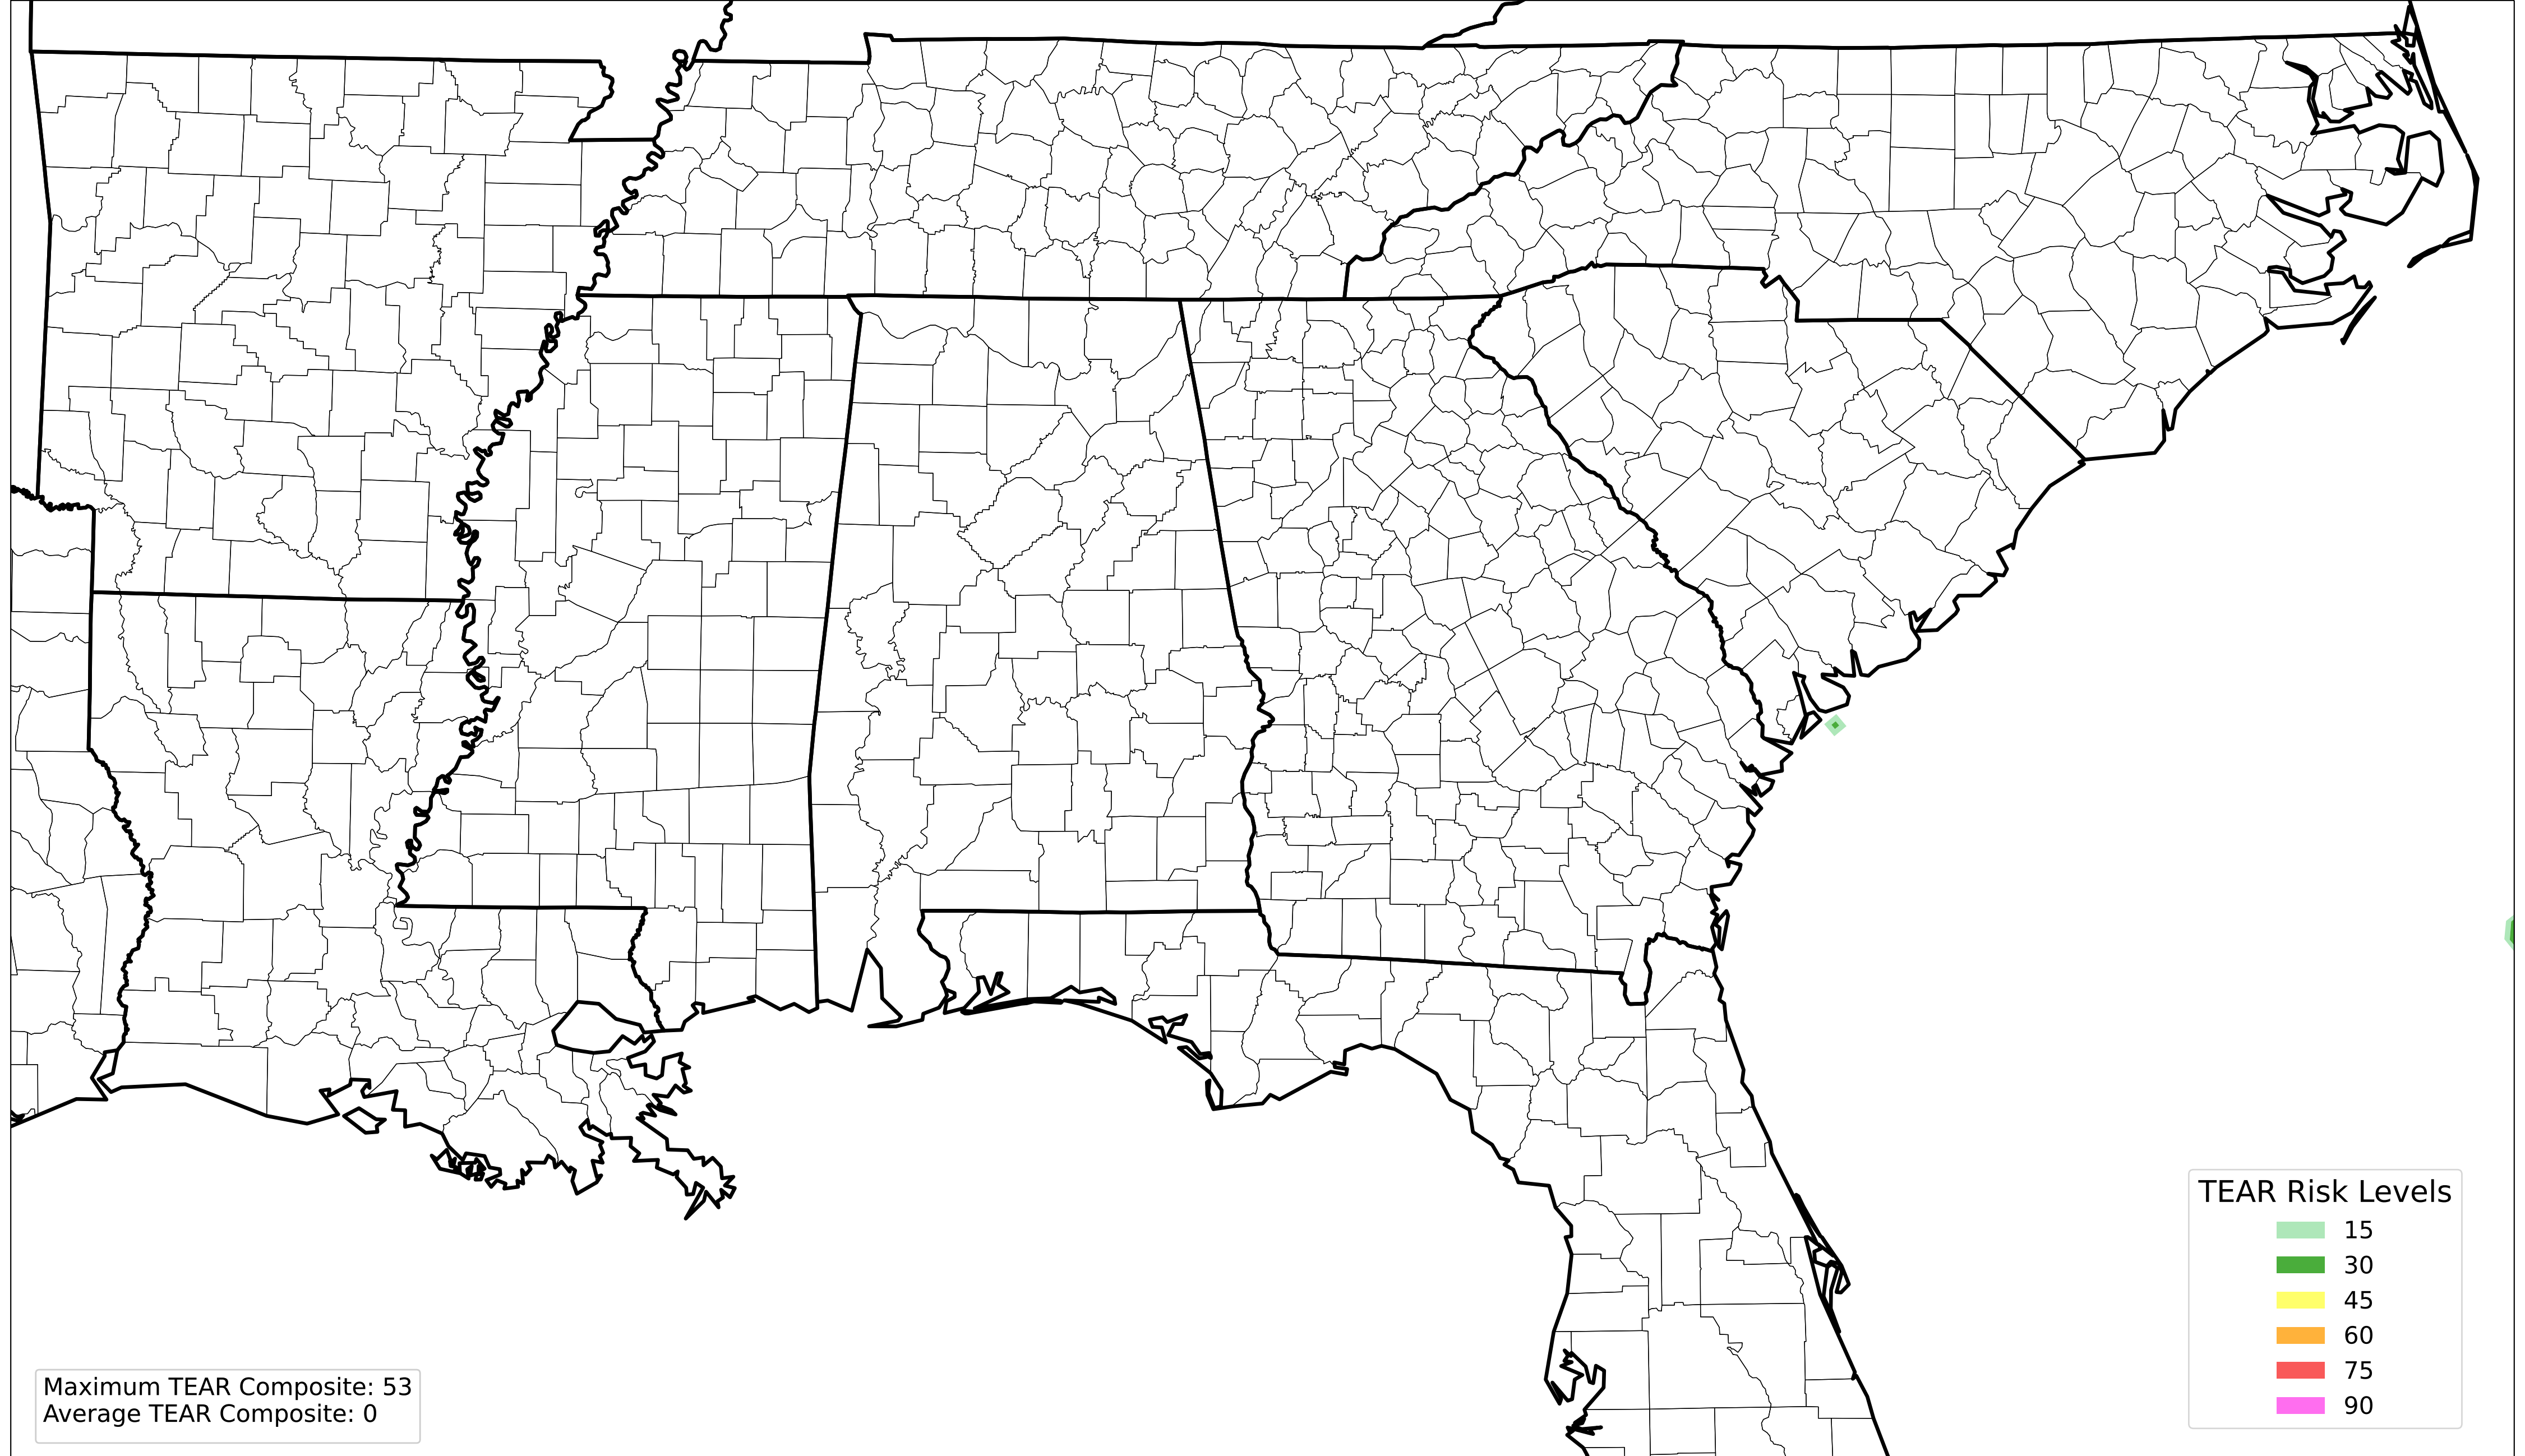 TEAR Risk Levels
15
30
45
60
75
90
Maximum TEAR Composite: 53
Average TEAR Composite: 0